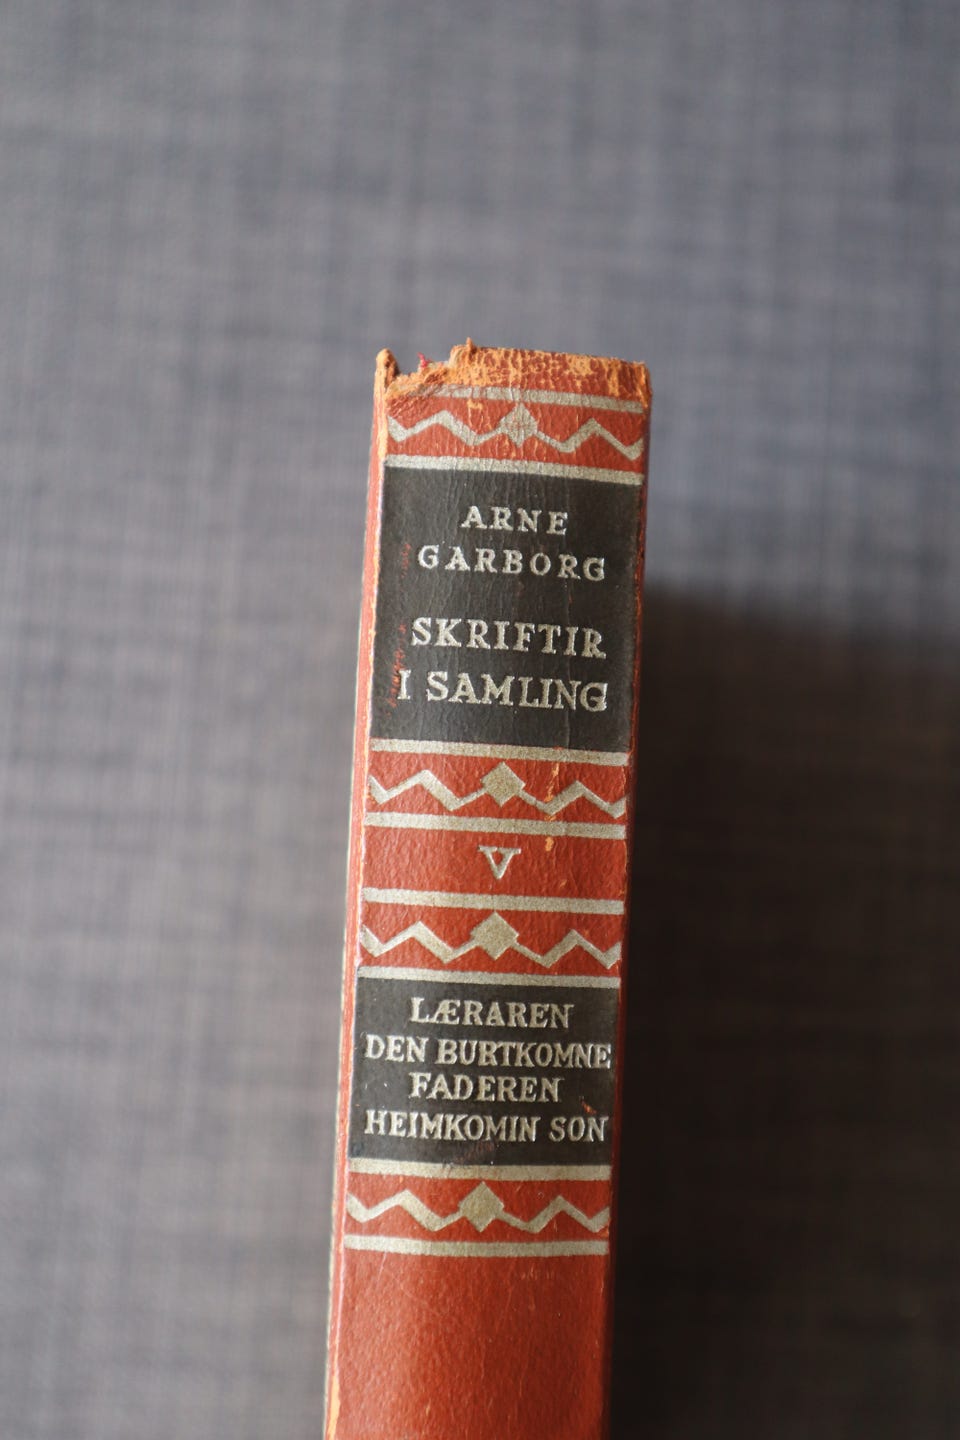 ARNE
GARBORG
SKRIFTIR
I SAMLING
V
LÆRAREN
DEN BURTKOMNE
FADEREN
HEIMKOMIN SON